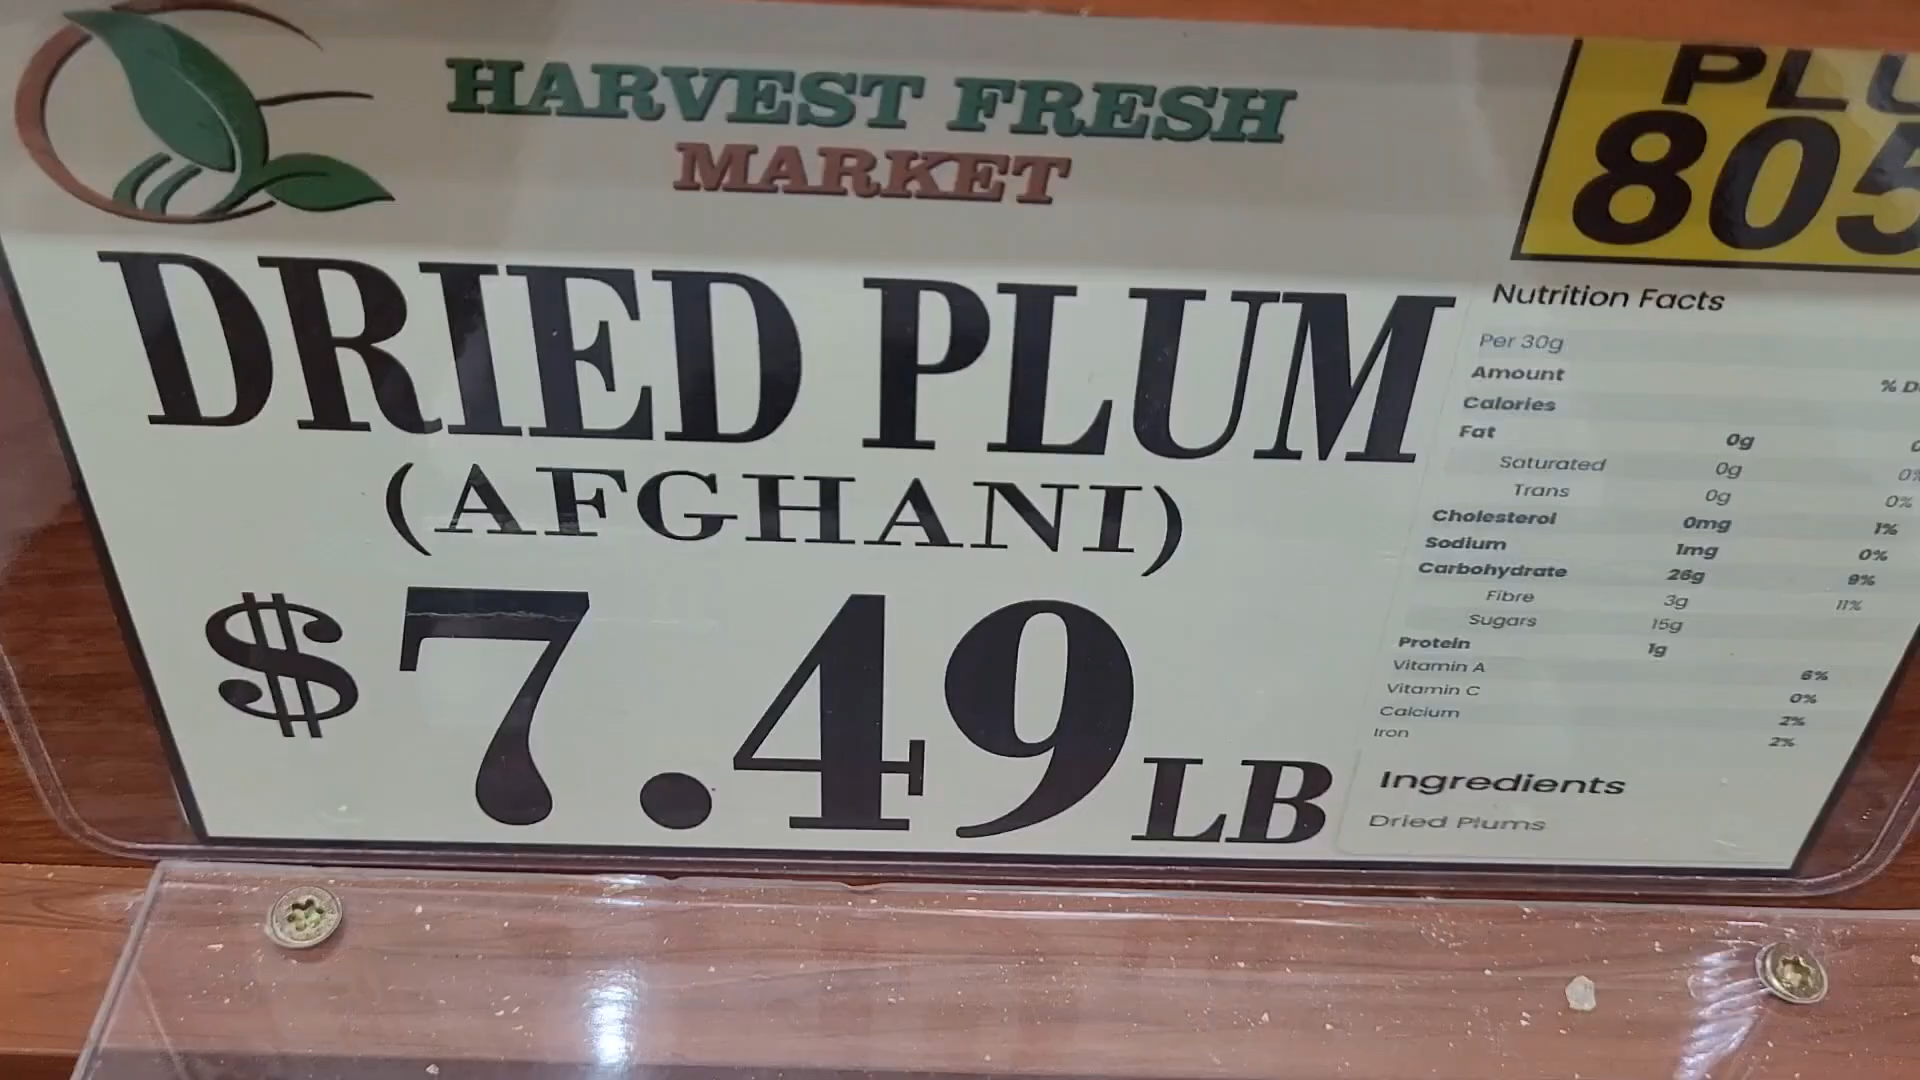 HARVEST FRESH
MARKET
DRIED PLUM
(AFGHANI)
$7.49LB
PLU
805
Nutrition Facts
Per 30g
Amount % D
Calories
Fat 0g
Saturated 0g 0%
Trans 0g 0%
Cholesterol 0mg 1%
Sodium 1mg 0%
Carbohydrate 26g 9%
Fibre 3g 11%
Sugars 15g
Protein 1g
Vitamin A 6%
Vitamin C 0%
Calcium 2%
Iron 2%
Ingredients
Dried Plums